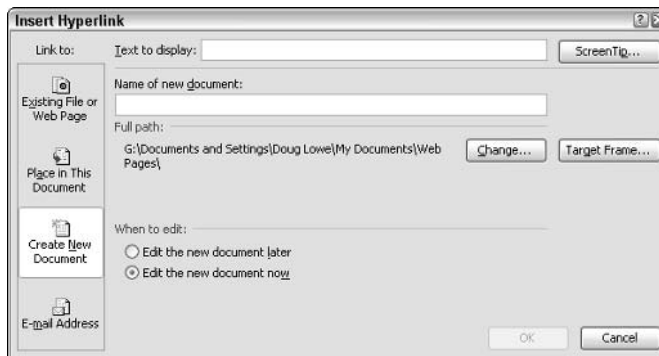 Insert Hyperlink
Link to:
Text to display:
ScreenTip...
Existing File or
Web Page
Name of new document:
Full path:
G:\Documents and Settings\Doug Lowe\My Documents\Web
Pages\
Change...
Target Frame...
Place in This
Document
Create New
Document
When to edit:
Edit the new document later
Edit the new document now
E-mail Address
OK
Cancel